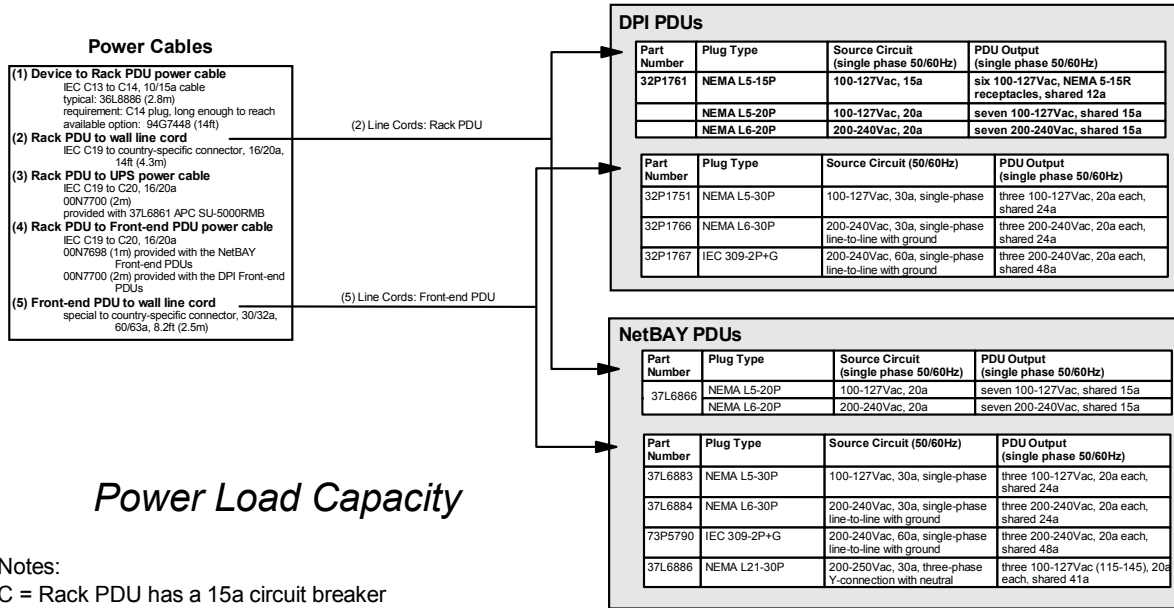 Power Cables
(1) Device to Rack PDU power cable
IEC C13 to C14, 10/15a cable
typical: 36L8886 (2.8m)
requirement: C14 plug, long enough to reach
available option: 94G7448 (14ft)
(2) Rack PDU to wall line cord
IEC C19 to country-specific connector, 16/20a,
14ft (4.3m)
(3) Rack PDU to UPS power cable
IEC C19 to C20, 16/20a
00N7700 (2m)
provided with 37L6861 APC SU-5000RMB
(4) Rack PDU to Front-end PDU power cable
IEC C19 to C20, 16/20a
00N7698 (1m) provided with the NetBAY
Front-end PDUs
00N7700 (2m) provided with the DPI Front-end
PDUs
(5) Front-end PDU to wall line cord
special to country-specific connector, 30/32a,
60/63a, 8.2ft (2.5m)
(2) Line Cords: Rack PDU
(5) Line Cords: Front-end PDU
DPI PDUs
Part Number Plug Type Source Circuit (single phase 50/60Hz) PDU Output (single phase 50/60Hz)
32P1761 NEMA L5-15P 100-127Vac, 15a six 100-127Vac, NEMA 5-15R
receptacles, shared 12a
NEMA L5-20P 100-127Vac, 20a seven 100-127Vac, shared 15a
NEMA L6-20P 200-240Vac, 20a seven 200-240Vac, shared 15a
Part Number Plug Type Source Circuit (50/60Hz) PDU Output (single phase 50/60Hz)
32P1751 NEMA L5-30P 100-127Vac, 30a, single-phase three 100-127Vac, 20a each,
shared 24a
32P1766 NEMA L6-30P 200-240Vac, 30a, single-phase three 200-240Vac, 20a each,
line-to-line with ground shared 24a
32P1767 IEC 309-2P+G 200-240Vac, 60a, single-phase three 200-240Vac, 20a each,
line-to-line with ground shared 48a
NetBAY PDUs
Part Number Plug Type Source Circuit (single phase 50/60Hz) PDU Output (single phase 50/60Hz)
37L6866 NEMA L5-20P 100-127Vac, 20a seven 100-127Vac, shared 15a
NEMA L6-20P 200-240Vac, 20a seven 200-240Vac, shared 15a
Part Number Plug Type Source Circuit (50/60Hz) PDU Output (single phase 50/60Hz)
37L6883 NEMA L5-30P 100-127Vac, 30a, single-phase three 100-127Vac, 20a each,
shared 24a
37L6884 NEMA L6-30P 200-240Vac, 30a, single-phase three 200-240Vac, 20a each,
line-to-line with ground shared 24a
73P5790 IEC 309-2P+G 200-240Vac, 60a, single-phase three 200-240Vac, 20a each,
line-to-line with ground shared 48a
37L6886 NEMA L21-30P 200-250Vac, 30a, three-phase three 100-127Vac (115-145), 20a
Y-connection with neutral each, shared 41a
Power Load Capacity
Notes:
C = Rack PDU has a 15a circuit breaker